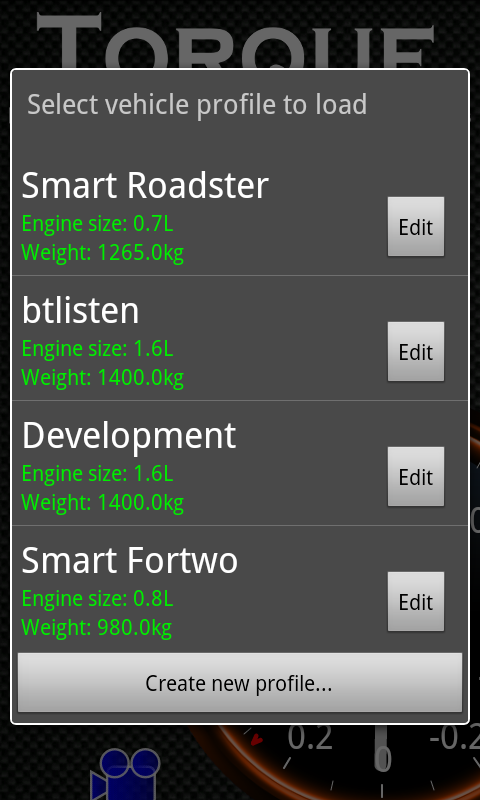 TORQUE
Select vehicle profile to load
Smart Roadster
Engine size: 0.7L
Weight: 1265.0kg
Edit
btlisten
Engine size: 1.6L
Weight: 1400.0kg
Edit
Development
Engine size: 1.6L
Weight: 1400.0kg
Edit
Smart Fortwo
Engine size: 0.8L
Weight: 980.0kg
Edit
Create new profile...
0.2
0
-0.2